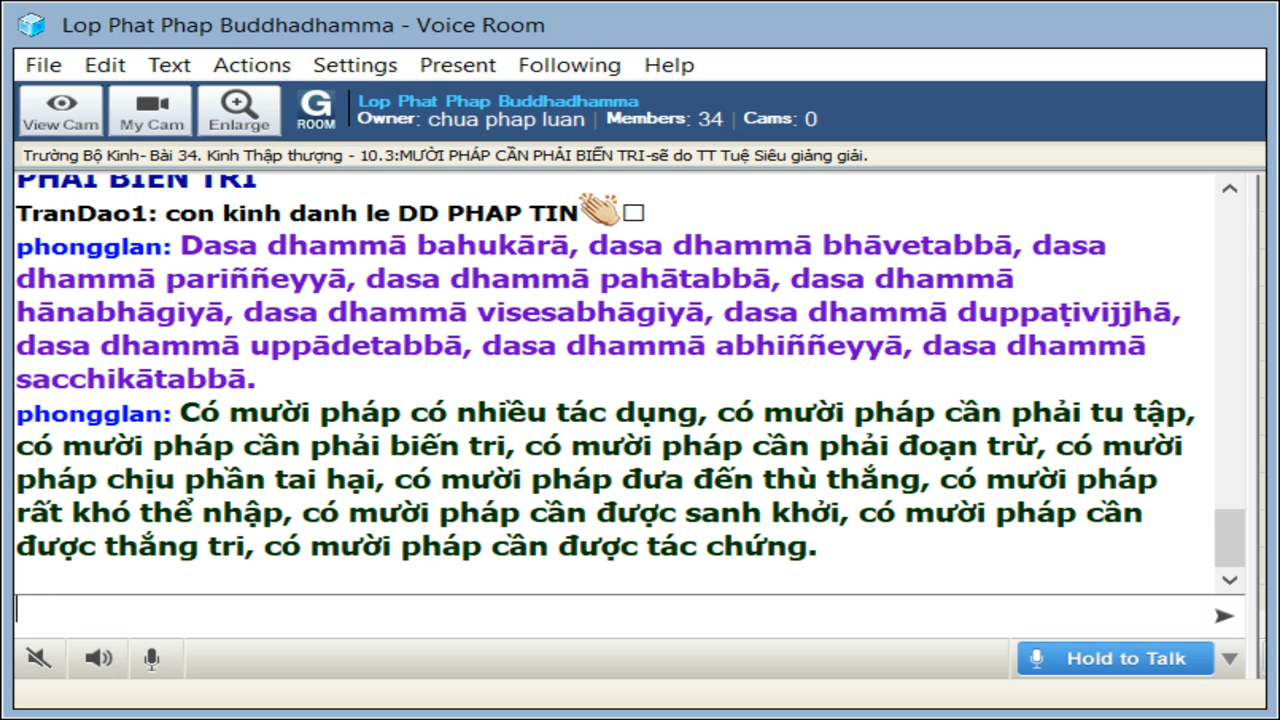 Lop Phat Phap Buddhadhamma - Voice Room
File Edit Text Actions Settings Present Following Help
View Cam My Cam Enlarge G ROOM
Lop Phat Phap Buddhadhamma
Owner: chua phap luan | Members: 34 | Cams: 0
Trường Bộ Kinh- Bài 34. Kinh Thập thượng - 10.3:MƯỜI PHÁP CẦN PHẢI BIẾN TRI-sẽ do TT Tuệ Siêu giảng giải.
PHẢI BIẾN TRI
TranDao1: con kinh danh le DD PHAP TIN
phongglan: Dasa dhammā bahukārā, dasa dhammā bhāvetabbā, dasa
dhammā pariññeyyā, dasa dhammā pahātabbā, dasa dhammā
hānabhāgiyā, dasa dhammā visesabhāgiyā, dasa dhammā duppaṭivijjhā,
dasa dhammā uppādetabbā, dasa dhammā abhiññeyyā, dasa dhammā
sacchikātabbā.
phongglan: Có mười pháp có nhiều tác dụng, có mười pháp cần phải tu tập,
có mười pháp cần phải biến tri, có mười pháp cần phải đoạn trừ, có mười
pháp chịu phần tai hại, có mười pháp đưa đến thù thắng, có mười pháp
rất khó thể nhập, có mười pháp cần được sanh khởi, có mười pháp cần
được thắng tri, có mười pháp cần được tác chứng.
Hold to Talk